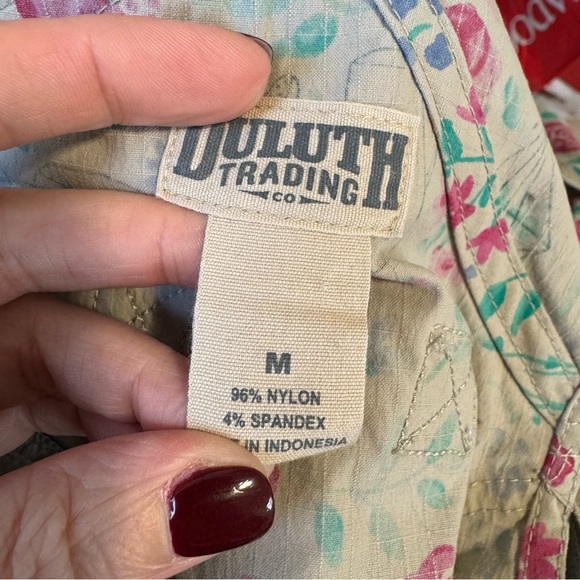 DULUTH
TRADING
CO
M
96% NYLON
4% SPANDEX
IN INDONESIA